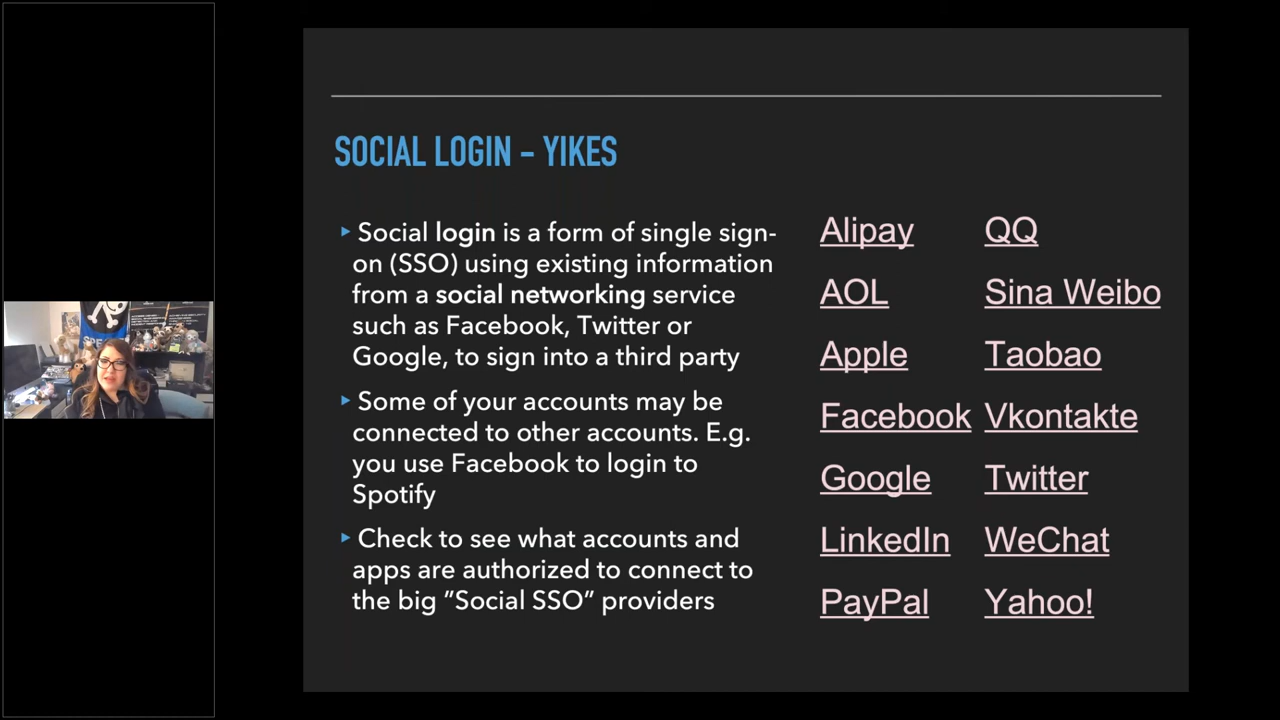 SOCIAL LOGIN – YIKES
▸ Social login is a form of single sign-
on (SSO) using existing information
from a social networking service
such as Facebook, Twitter or
Google, to sign into a third party
▸ Some of your accounts may be
connected to other accounts. E.g.
you use Facebook to login to
Spotify
▸ Check to see what accounts and
apps are authorized to connect to
the big ”Social SSO” providers
Alipay QQ
AOL Sina Weibo
Apple Taobao
Facebook Vkontakte
Google Twitter
LinkedIn WeChat
PayPal Yahoo!